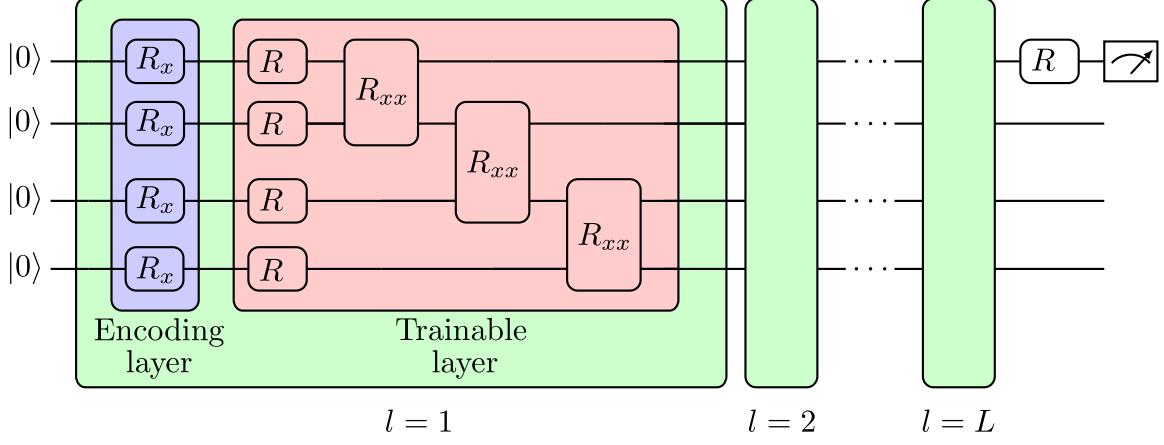 |0⟩ R_x R R_xx · · · R
|0⟩ R_x R R_xx · · ·
|0⟩ R_x R R_xx · · ·
|0⟩ R_x R · · ·
Encoding layer
Trainable layer
l = 1 l = 2 l = L